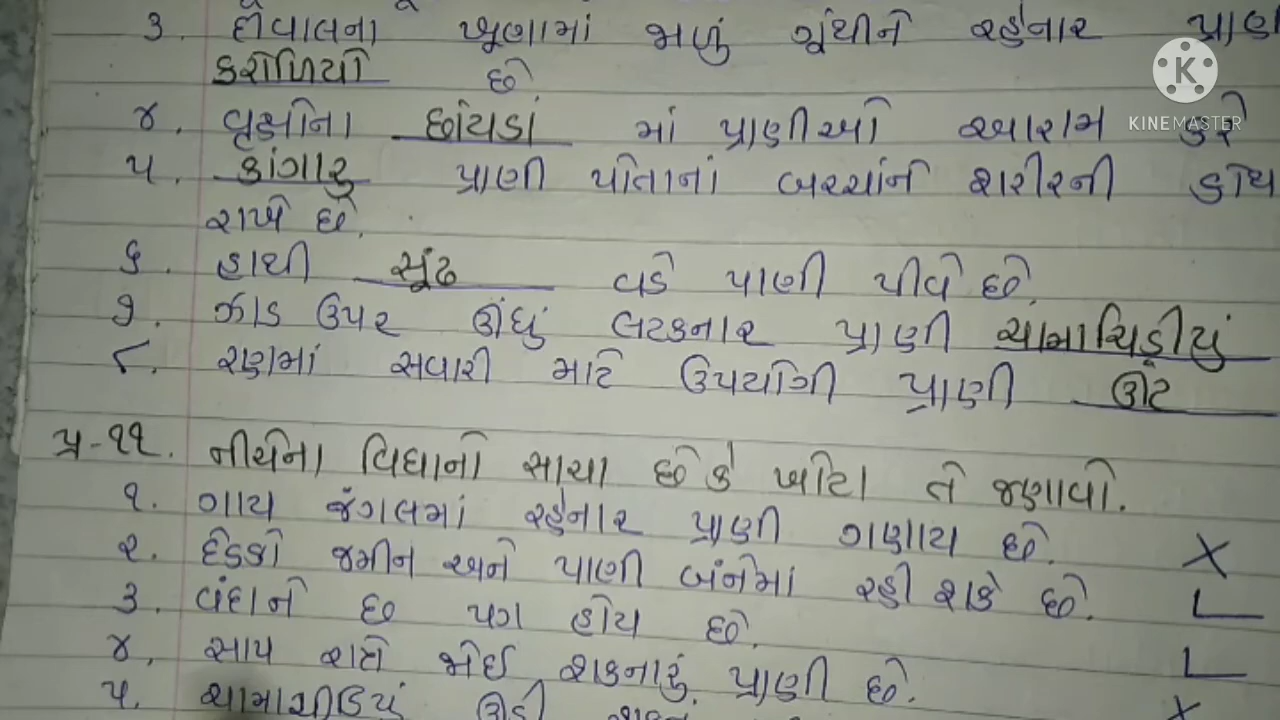 ૩. દીવાલના ખૂણામાં જાળું ગૂંથીને રહેનાર
કરોળિયો છે.
૪. વૃક્ષોના છાંયડા માં પ્રાણીઓ આરામ કરે
૫. કાંગારુ પ્રાણી પોતાનાં બચ્ચાંને શરીરની
રાખે છે.
૬. હાથી સૂંઢ વડે પાણી પીવે છે.
૭. ઝાડ ઉપર ઊંધું લટકનાર પ્રાણી ચામાચિડીયું
૮. રણમાં સવારી માટે ઉપયોગી પ્રાણી ઊંટ
પ્ર-૧૧. નીચેના વિધાનો સાચા છે કે ખોટા તે જણાવો.
૧. ગાય જંગલમાં રહેનાર પ્રાણી ગણાય છે. X
૨. દેડકો જમીન અને પાણી બંનેમાં રહી શકે છે.
૩. વંદાને છ પગ હોય છે.
૪. સાપ રાત્રે જોઈ શકનારું પ્રાણી છે. X
૫. ચામાચીડિયું ઊડી
K
KINEMASTER